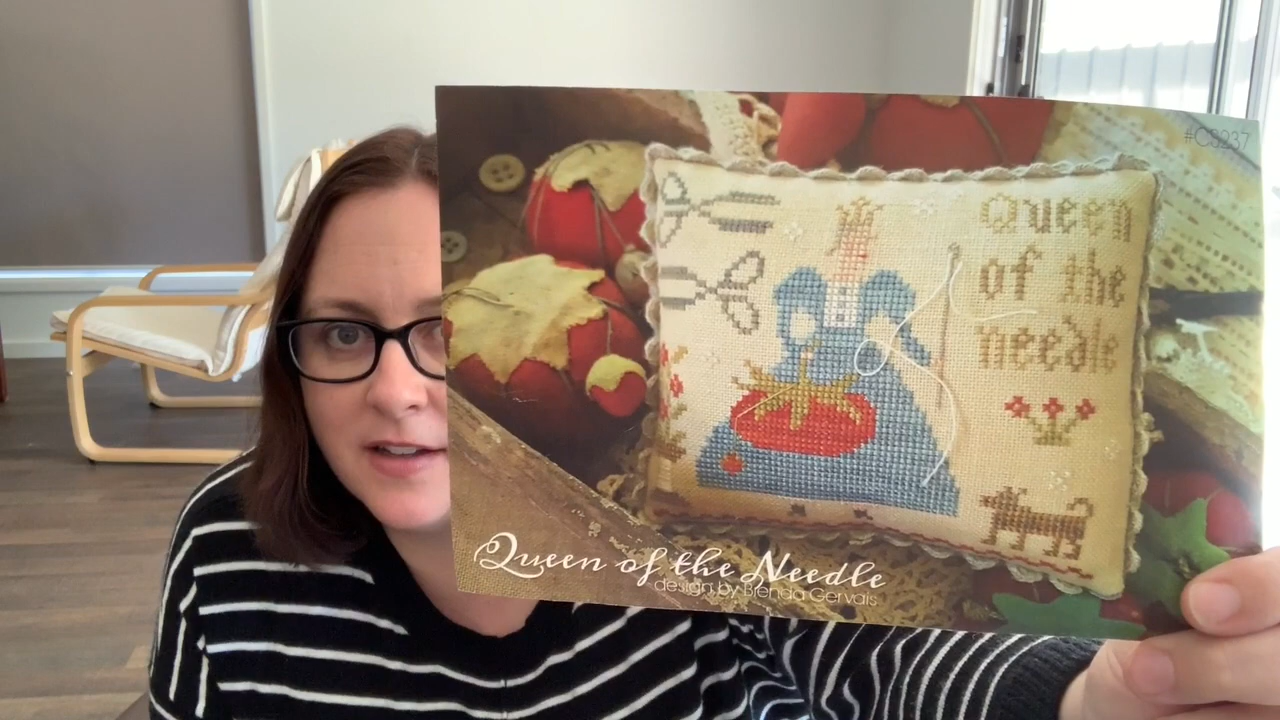 #CS237
Queen
of the
needle
Queen of the Needle
design by Brenda Gervais